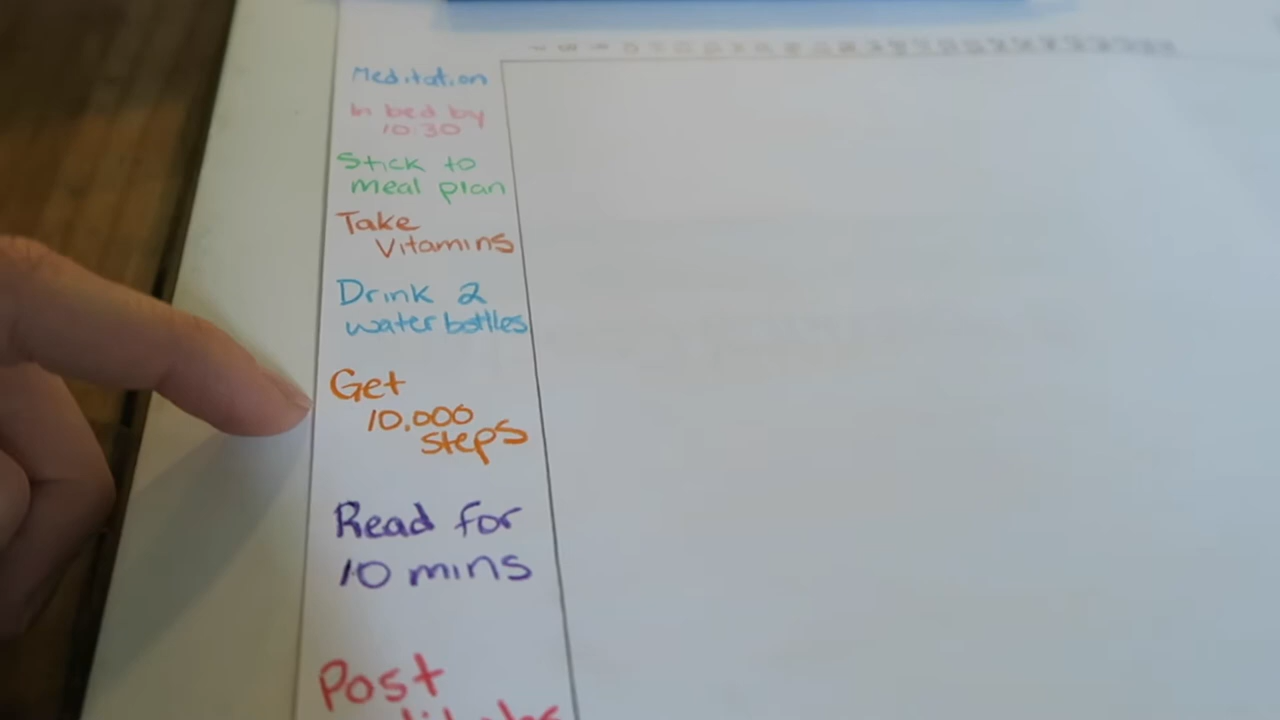 Meditation
In bed by
10:30
Stick to
meal plan
Take
Vitamins
Drink 2
water bottles
Get
10,000
steps
Read for
10 mins
Post